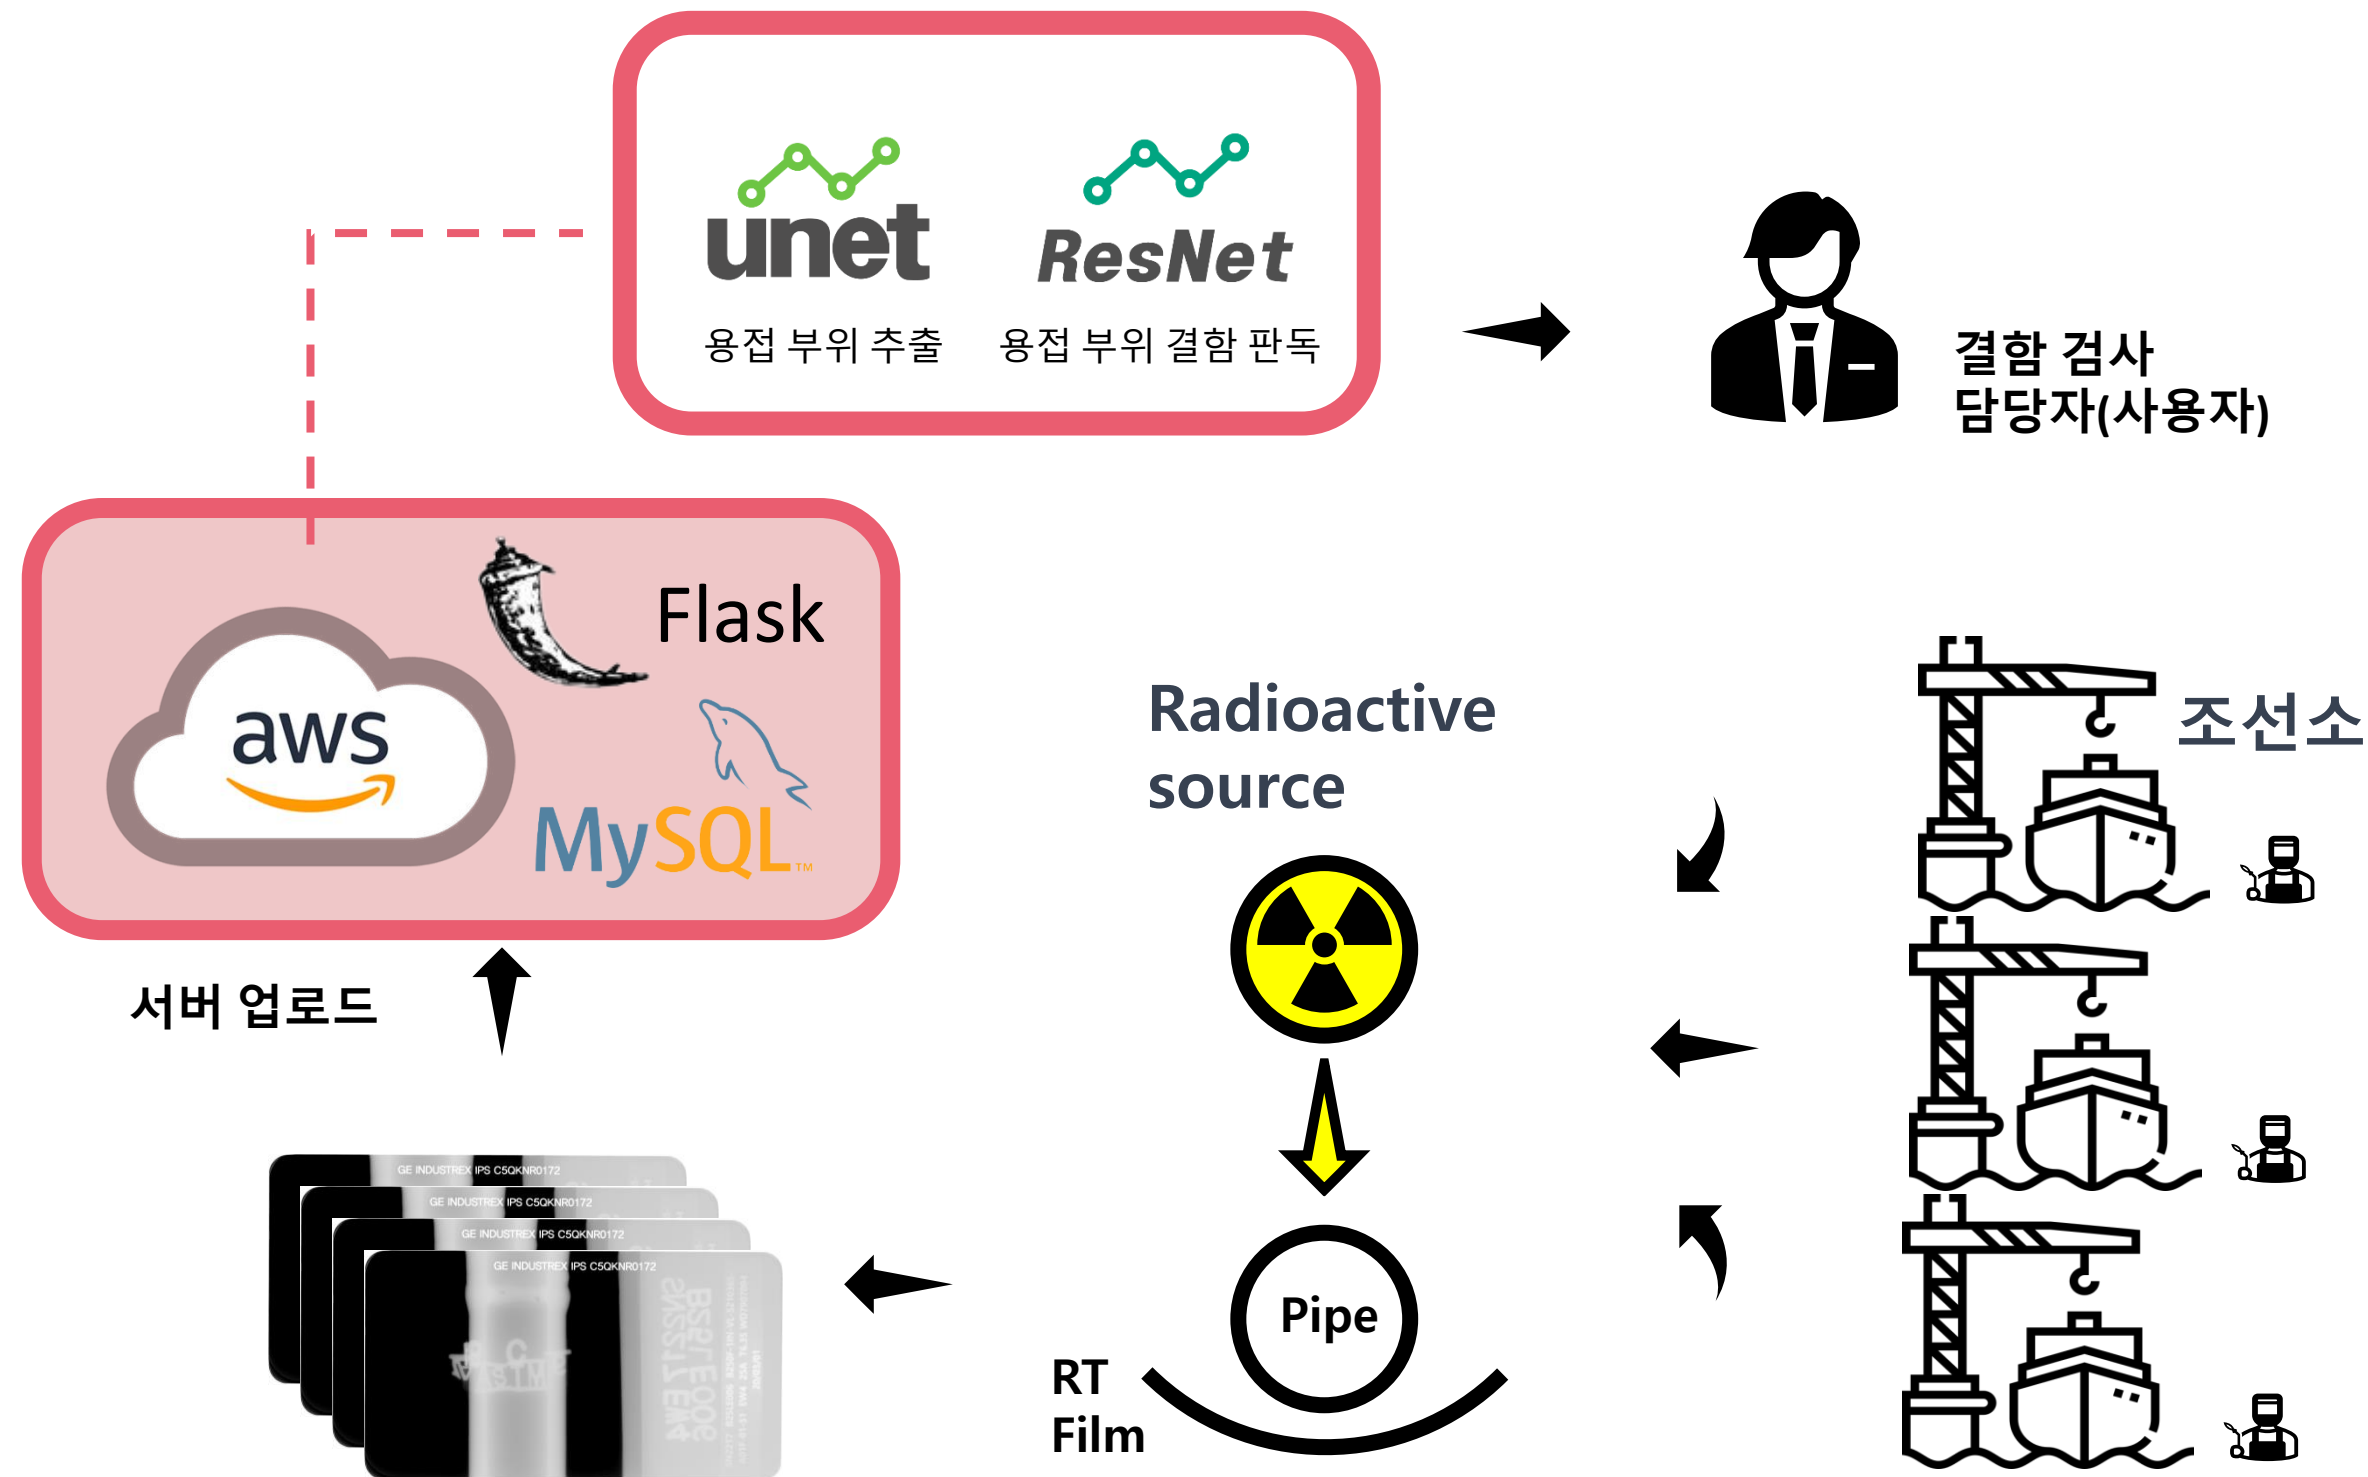 unet
ResNet
용접 부위 추출
용접 부위 결함 판독
결함 검사
담당자(사용자)
Flask
aws
MySQL™
서버 업로드
Radioactive
source
조선소
Pipe
RT
Film
GE INDUSTREX IPS C5QKNR0172
GE INDUSTREX IPS C5QKNR0172
GE INDUSTREX IPS C5QKNR0172
GE INDUSTREX IPS C5QKNR0172